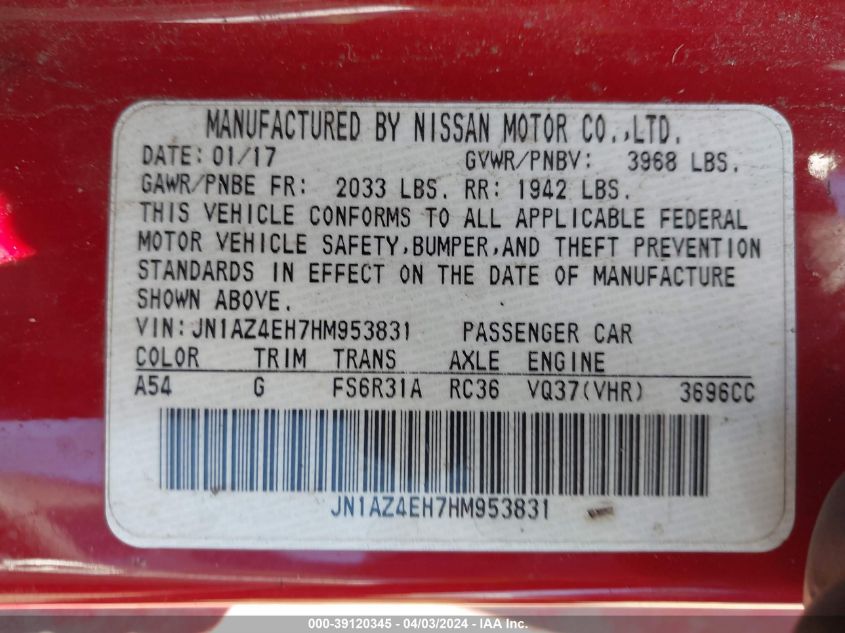 MANUFACTURED BY NISSAN MOTOR CO.,LTD.
DATE: 01/17 GVWR/PNBV: 3968 LBS.
GAWR/PNBE FR: 2033 LBS. RR: 1942 LBS.
THIS VEHICLE CONFORMS TO ALL APPLICABLE FEDERAL
MOTOR VEHICLE SAFETY,BUMPER,AND THEFT PREVENTION
STANDARDS IN EFFECT ON THE DATE OF MANUFACTURE
SHOWN ABOVE.
VIN:JN1AZ4EH7HM953831 PASSENGER CAR
COLOR TRIM TRANS AXLE ENGINE
A54 G FS6R31A RC36 VQ37(VHR) 3696CC
JN1AZ4EH7HM953831
000-39120345 - 04/03/2024 - IAA Inc.